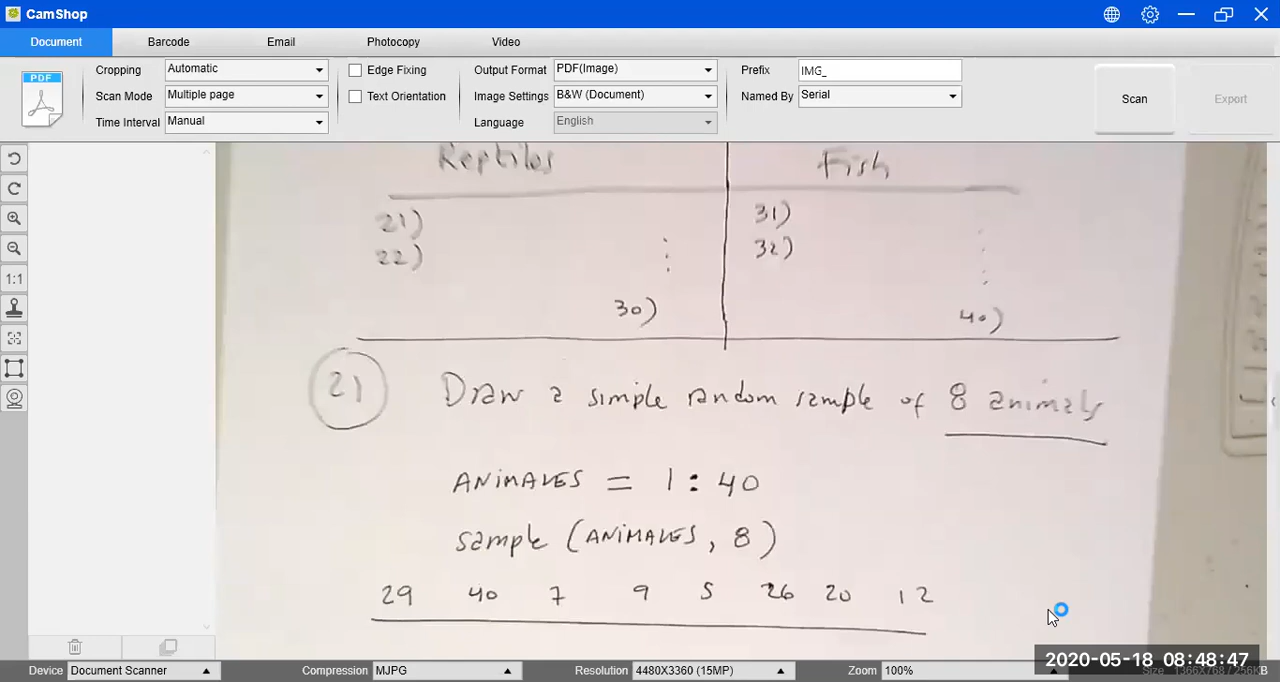 CamShop
Document Barcode Email Photocopy Video
PDF
Cropping Automatic Edge Fixing Output Format PDF(Image) Prefix IMG_
Scan Mode Multiple page Text Orientation Image Settings B&W (Document) Named By Serial
Time Interval Manual Language English
Scan Export
Reptiles Fish
21) 31)
22) 32)
30) 40)
21 Draw a simple random sample of 8 animals
1:1
ANIMALES = 1 : 40
sample (ANIMALES, 8)
29 40 7 9 5 26 20 12
2020-05-18 08:48:47
Device Document Scanner Compression MJPG Resolution 4480X3360 (15MP) Zoom 100%